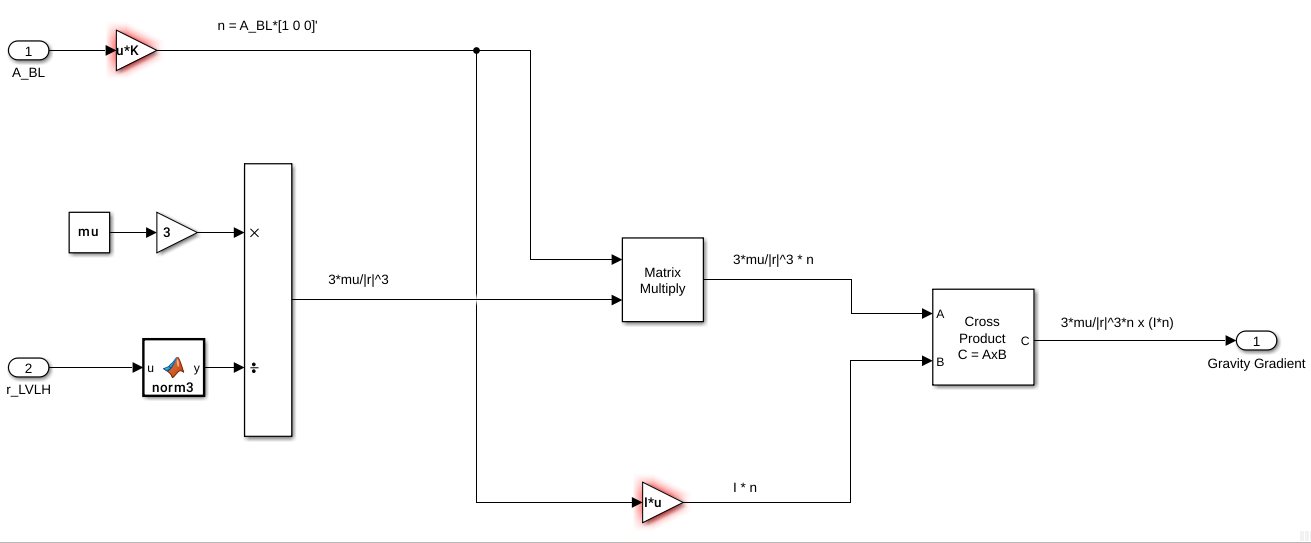 n = A_BL*[1 0 0]'
1
u*K
A_BL
mu
3
×
3*mu/|r|^3
Matrix
Multiply
3*mu/|r|^3 * n
A
Cross
Product
C = AxB
B
C
3*mu/|r|^3*n x (I*n)
1
Gravity Gradient
2
r_LVLH
u
y
norm3
÷
I*u
I * n